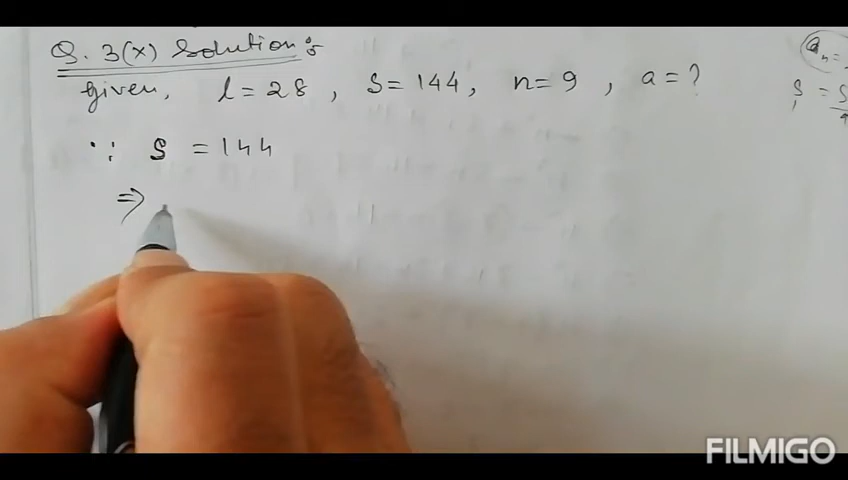 Q. 3(x) Solution :-
given, l = 28 , S = 144, n = 9 , a = ?
∵ S = 144
⇒
FILMIGO